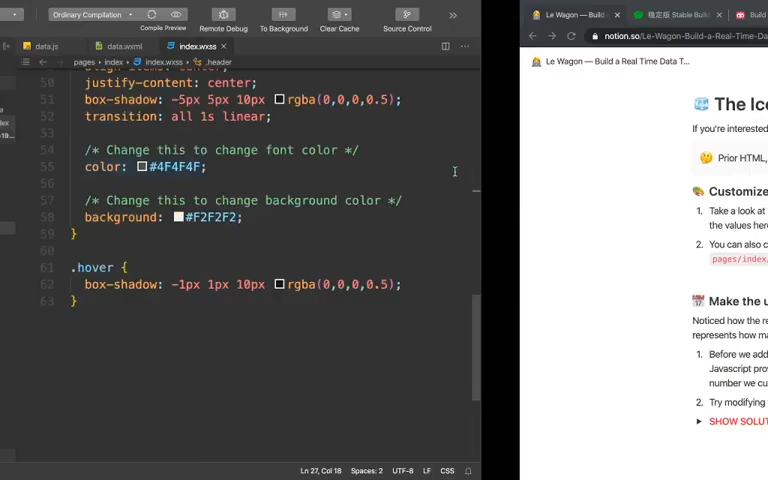 Ordinary Compilation
Compile Preview
Remote Debug
To Background
Clear Cache
Source Control
data.js
data.wxml
index.wxss
pages › index › index.wxss › .header
50
justify-content: center;
51 box-shadow: -5px 5px 10px rgba(0,0,0,0.5);
52 transition: all 1s linear;
53
54 /* Change this to change font color */
55 color: #4F4F4F;
56
57 /* Change this to change background color */
58 background: #F2F2F2;
59 }
60
61 .hover {
62 box-shadow: -1px 1px 10px rgba(0,0,0,0.5);
63 }
Ln 27, Col 18 Spaces: 2 UTF-8 LF CSS
Le Wagon — Build
稳定版 Stable Build
Build
notion.so/Le-Wagon-Build-a-Real-Time-Da
Le Wagon — Build a Real Time Data T...
The Ic
If you're interested
Prior HTML,
Customize
1. Take a look at
the values here
2. You can also c
pages/index/
Make the u
Noticed how the re
represents how ma
1. Before we add
Javascript pro
number we cu
2. Try modifying
SHOW SOLUT